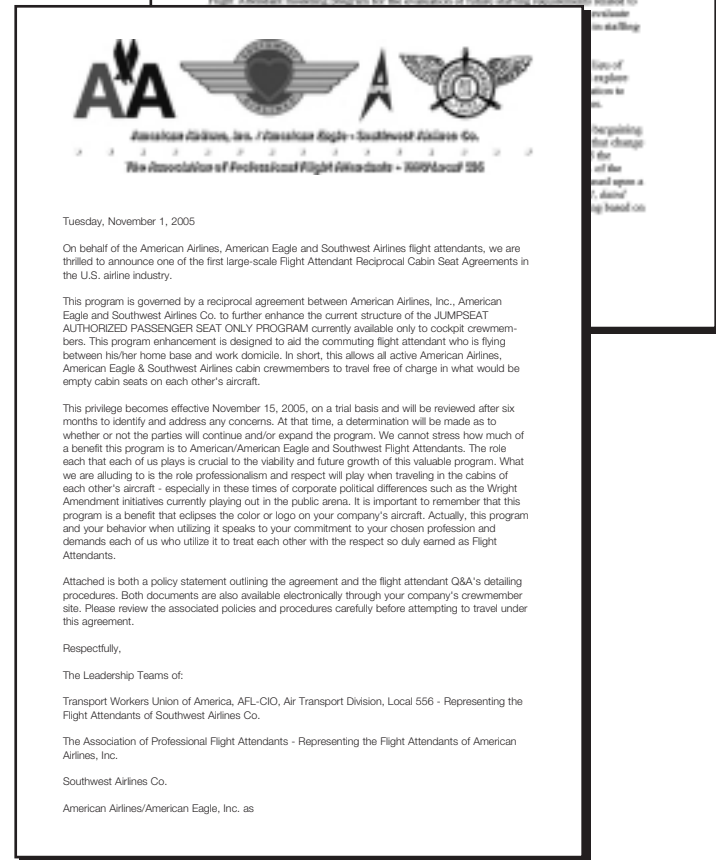 AA
American Airlines, Inc. / American Eagle - Southwest Airlines Co.
The Association of Professional Flight Attendants - TWU Local 556
Tuesday, November 1, 2005
On behalf of the American Airlines, American Eagle and Southwest Airlines flight attendants, we are
thrilled to announce one of the first large-scale Flight Attendant Reciprocal Cabin Seat Agreements in
the U.S. airline industry.
This program is governed by a reciprocal agreement between American Airlines, Inc., American
Eagle and Southwest Airlines Co. to further enhance the current structure of the JUMPSEAT
AUTHORIZED PASSENGER SEAT ONLY PROGRAM currently available only to cockpit crewmem-
bers. This program enhancement is designed to aid the commuting flight attendant who is flying
between his/her home base and work domicile. In short, this allows all active American Airlines,
American Eagle & Southwest Airlines cabin crewmembers to travel free of charge in what would be
empty cabin seats on each other's aircraft.
This privilege becomes effective November 15, 2005, on a trial basis and will be reviewed after six
months to identify and address any concerns. At that time, a determination will be made as to
whether or not the parties will continue and/or expand the program. We cannot stress how much of
a benefit this program is to American/American Eagle and Southwest Flight Attendants. The role
each that each of us plays is crucial to the viability and future growth of this valuable program. What
we are alluding to is the role professionalism and respect will play when traveling in the cabins of
each other's aircraft - especially in these times of corporate political differences such as the Wright
Amendment initiatives currently playing out in the public arena. It is important to remember that this
program is a benefit that eclipses the color or logo on your company's aircraft. Actually, this program
and your behavior when utilizing it speaks to your commitment to your chosen profession and
demands each of us who utilize it to treat each other with the respect so duly earned as Flight
Attendants.
Attached is both a policy statement outlining the agreement and the flight attendant Q&A's detailing
procedures. Both documents are also available electronically through your company's crewmember
site. Please review the associated policies and procedures carefully before attempting to travel under
this agreement.
Respectfully,
The Leadership Teams of:
Transport Workers Union of America, AFL-CIO, Air Transport Division, Local 556 - Representing the
Flight Attendants of Southwest Airlines Co.
The Association of Professional Flight Attendants - Representing the Flight Attendants of American
Airlines, Inc.
Southwest Airlines Co.
American Airlines/American Eagle, Inc. as